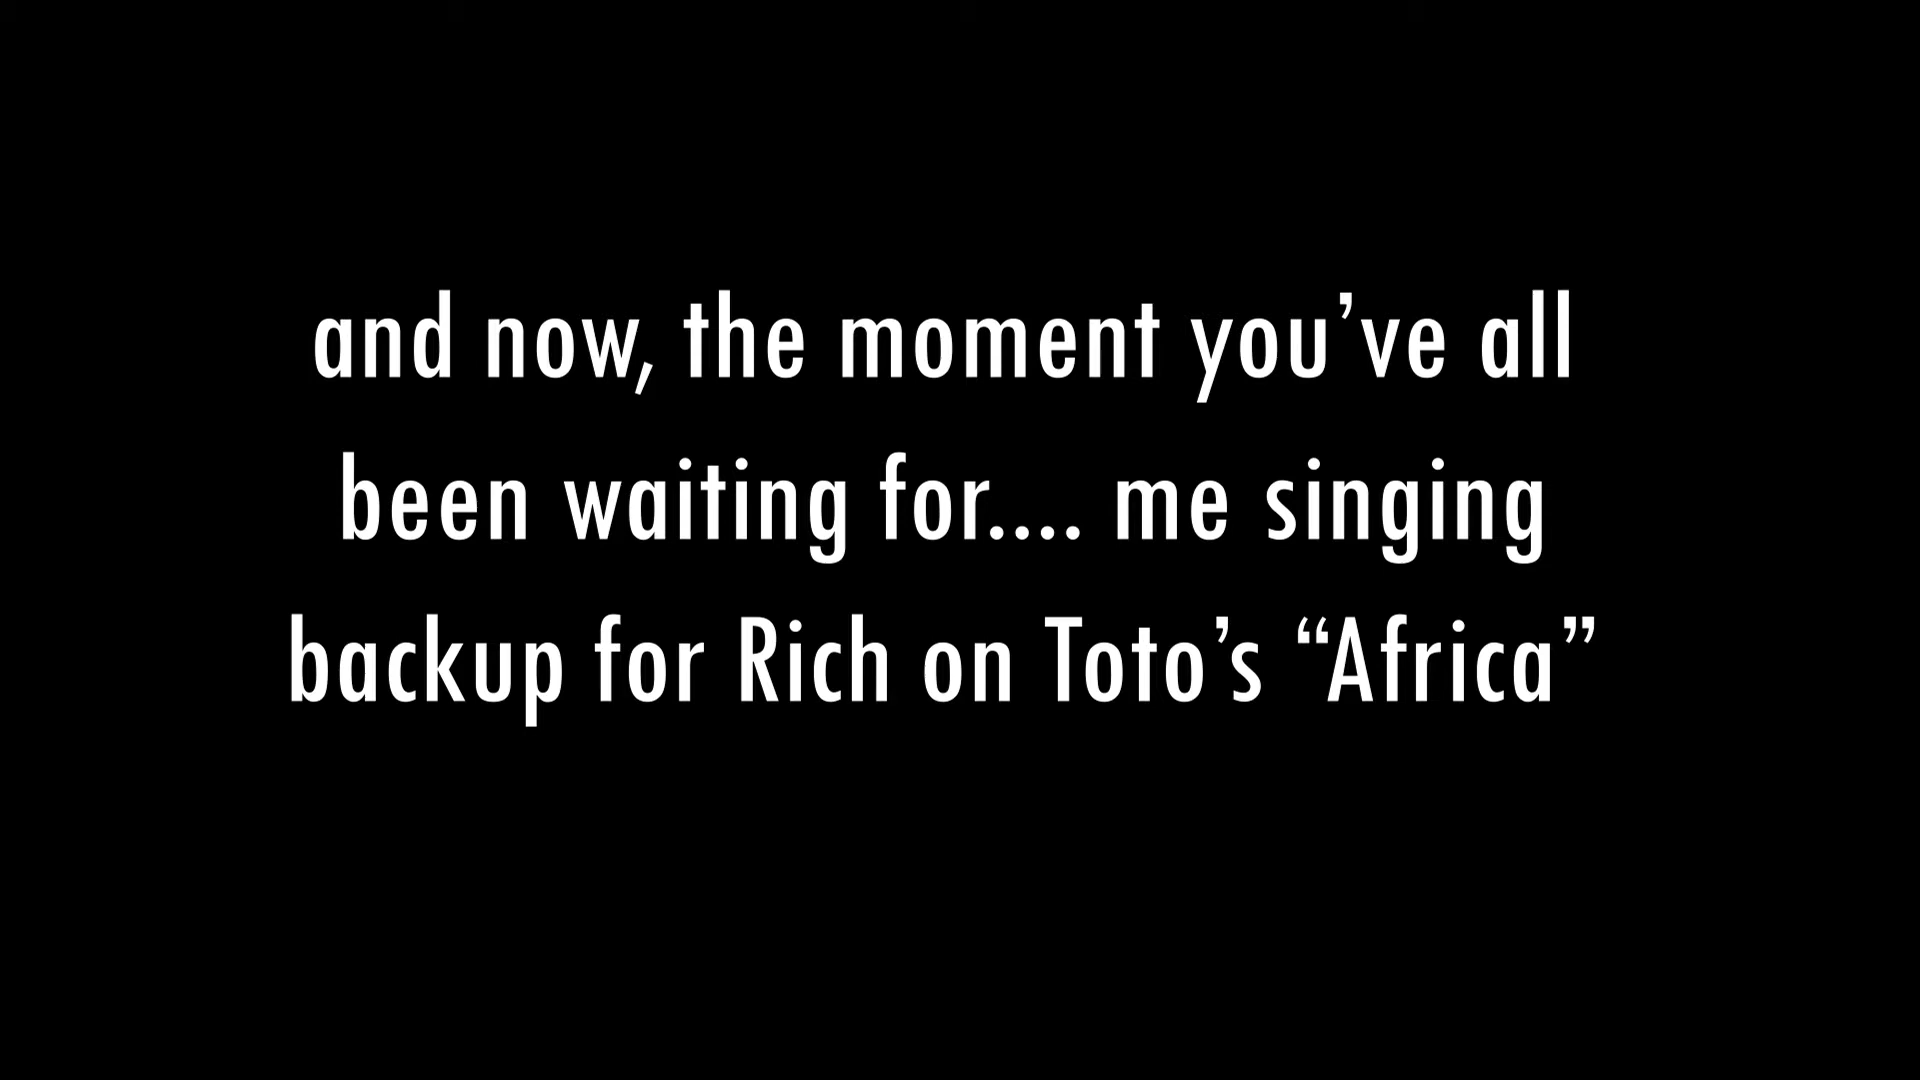 and now, the moment you’ve all
been waiting for.... me singing
backup for Rich on Toto’s “Africa”